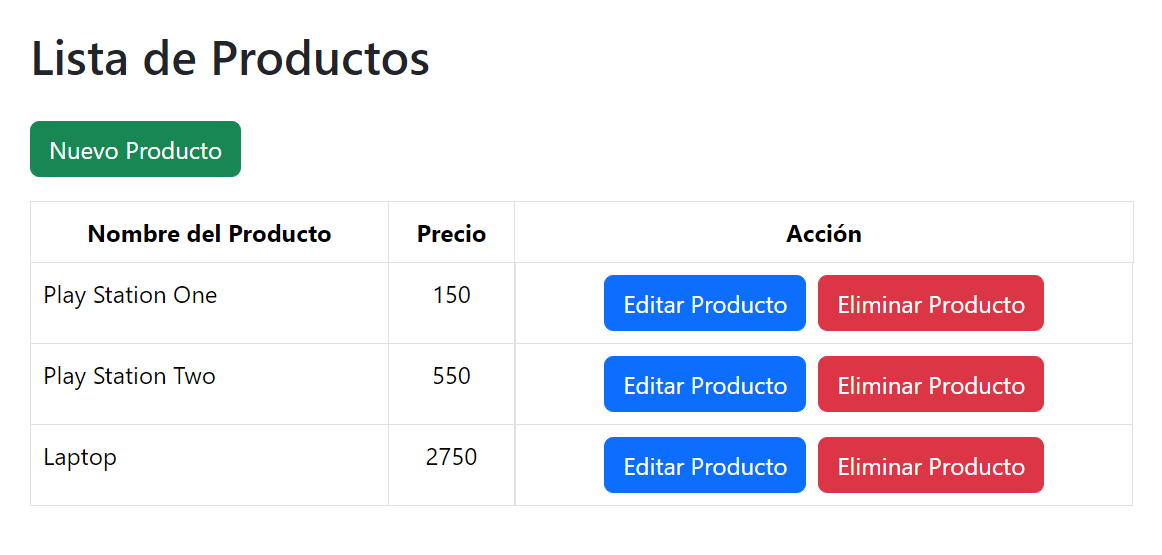 Lista de Productos
Nuevo Producto
Nombre del Producto Precio Acción
Play Station One 150 Editar Producto Eliminar Producto
Play Station Two 550 Editar Producto Eliminar Producto
Laptop 2750 Editar Producto Eliminar Producto